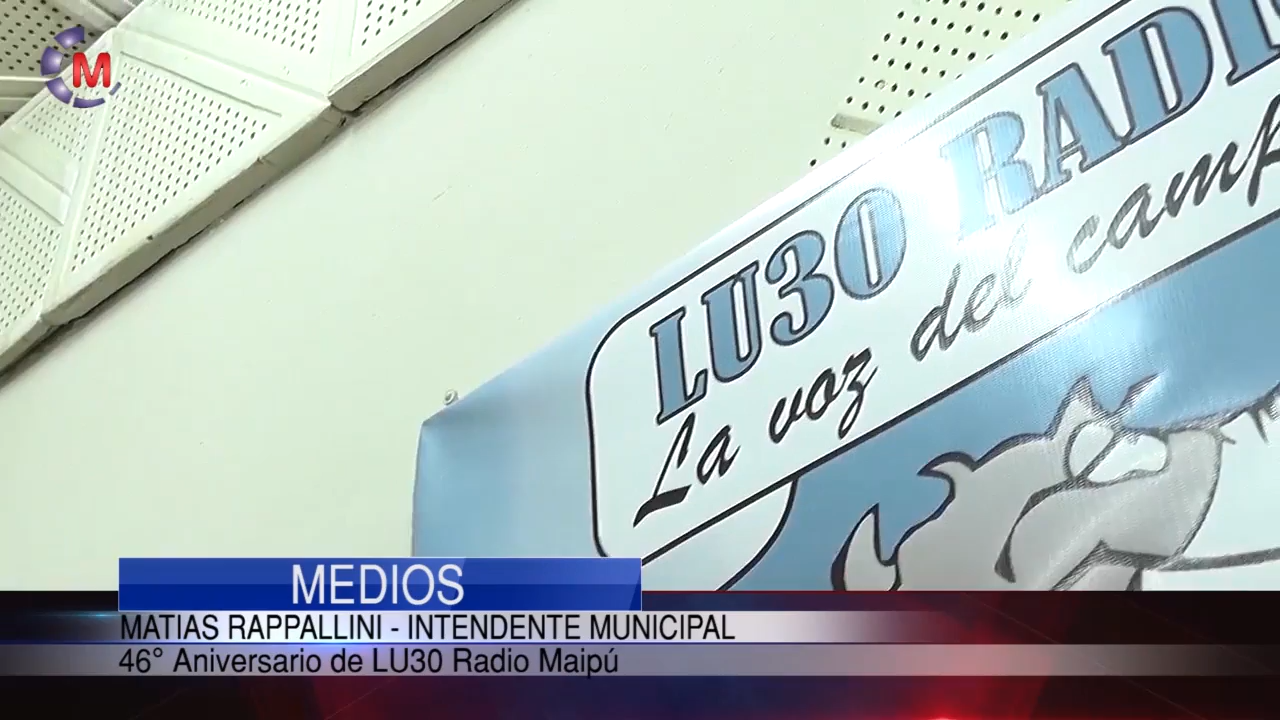 M
LU30 RADI
La voz del camp
MEDIOS
MATIAS RAPPALLINI - INTENDENTE MUNICIPAL
46° Aniversario de LU30 Radio Maipú